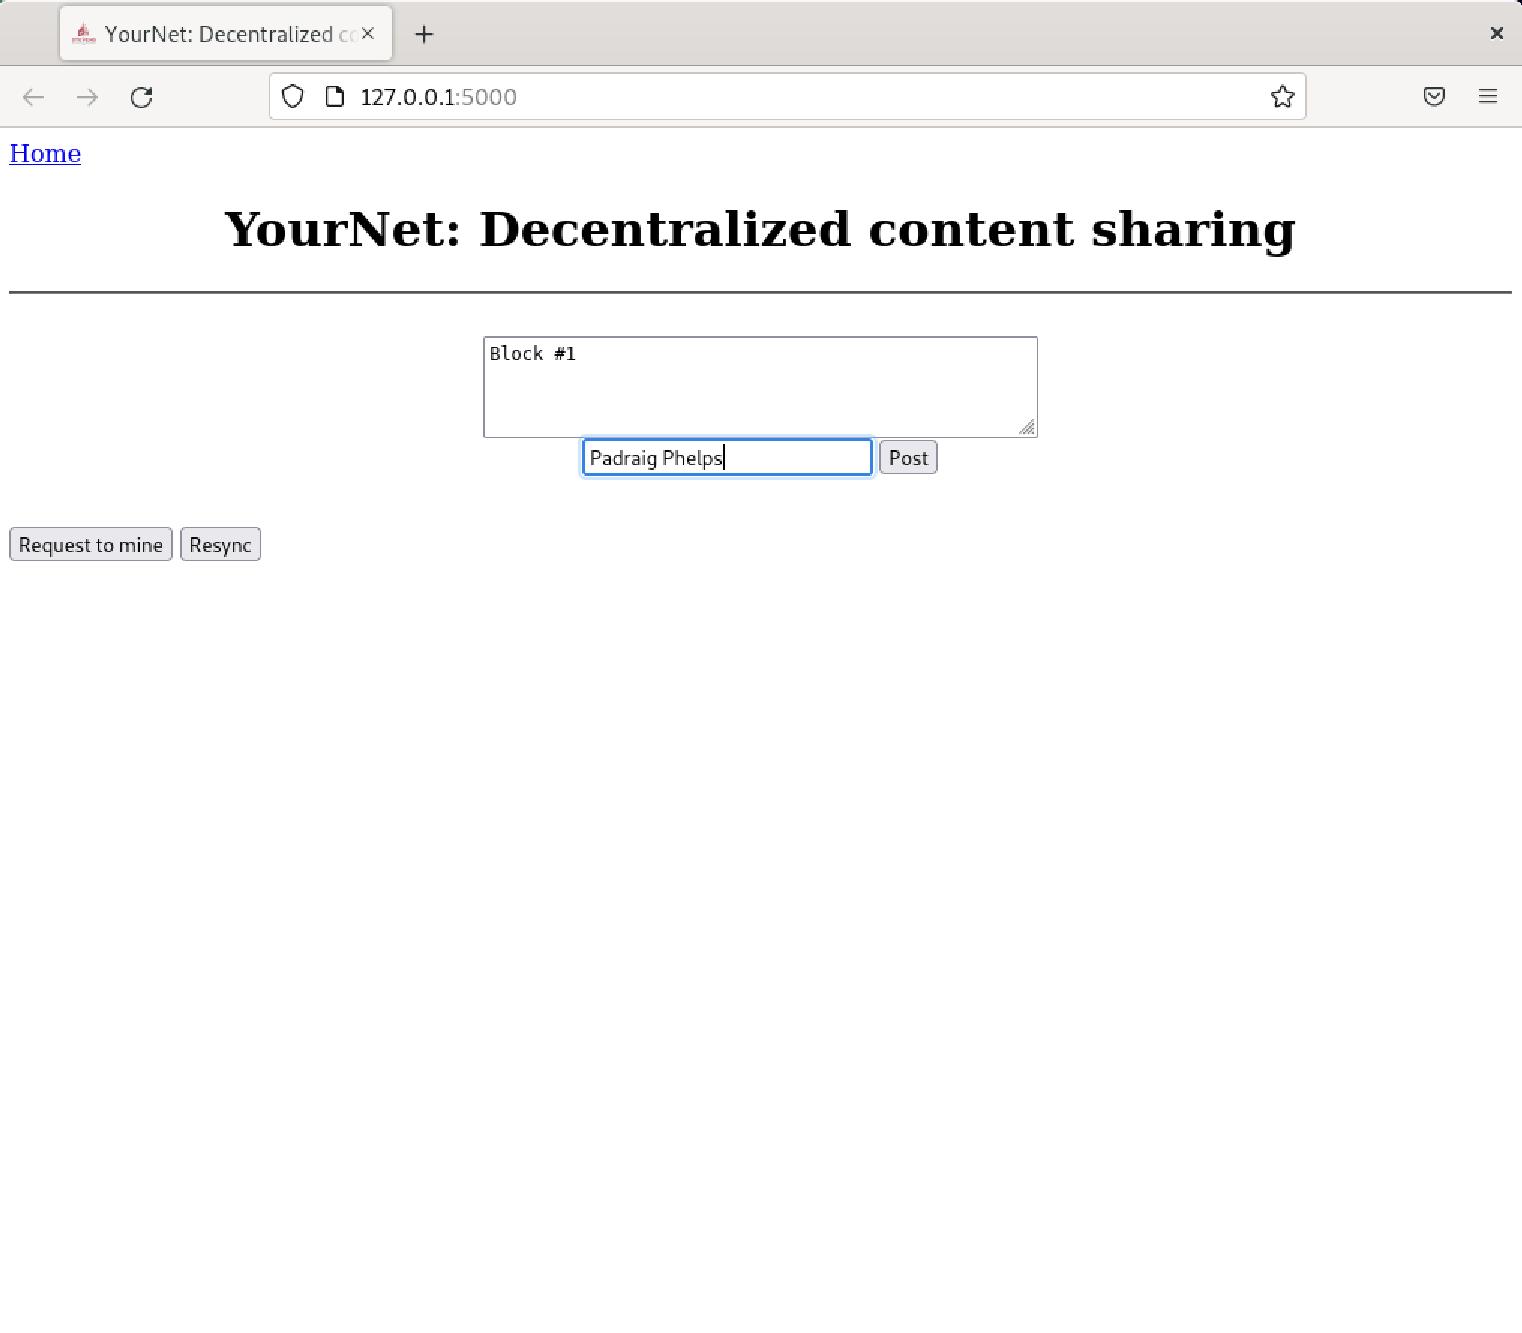 YourNet: Decentralized co
127.0.0.1:5000
Home
YourNet: Decentralized content sharing
Block #1
Padraig Phelps Post
Request to mine Resync